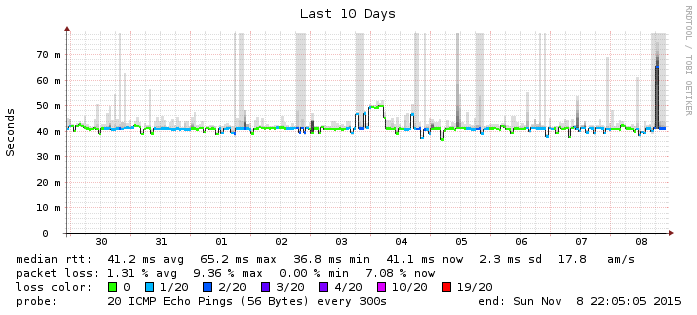 Last 10 Days
RRDTOOL / TOBI OETIKER
Seconds
70 m
60 m
50 m
40 m
30 m
20 m
10 m
0
30 31 01 02 03 04 05 06 07 08
median rtt: 41.2 ms avg 65.2 ms max 36.8 ms min 41.1 ms now 2.3 ms sd 17.8 am/s
packet loss: 1.31 % avg 9.36 % max 0.00 % min 7.08 % now
loss color: 0 1/20 2/20 3/20 4/20 10/20 19/20
probe: 20 ICMP Echo Pings (56 Bytes) every 300s end: Sun Nov 8 22:05:05 2015